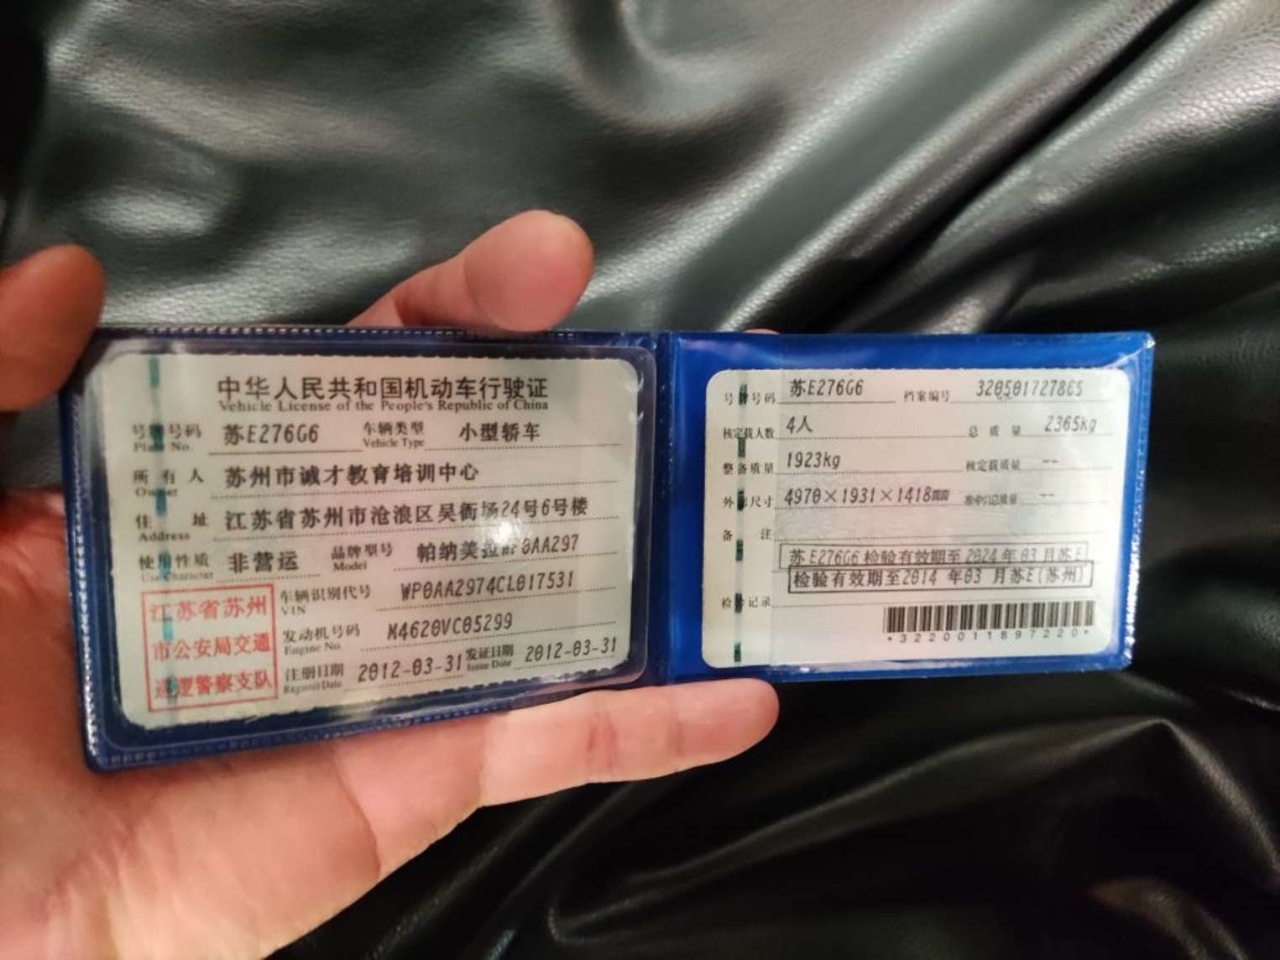 中华人民共和国机动车行驶证
Vehicle License of the People's Republic of China
号牌号码 苏E276G6 车辆类型 小型轿车
Plate No. Vehicle Type
所有人 苏州市诚才教育培训中心
Owner
住址 江苏省苏州市沧浪区吴衙场24号6号楼
Address
使用性质 非营运 品牌型号 帕纳美拉WP0AA297
Use Character Model
江苏省苏州
市公安局交通
巡逻警察支队
车辆识别代号 WP0AA2974CL017531
VIN
发动机号码 M4620VC05299
Engine No.
注册日期 2012-03-31 发证日期 2012-03-31
Register Date Issue Date
号牌号码 苏E276G6 档案编号 320501727865
核定载人数 4人 总质量 2365kg
整备质量 1923kg 核定载质量 --
外廓尺寸 4970×1931×1418mm 准牵引总质量 --
备注
苏E276G6 检验有效期至2024年03月苏E
检验有效期至2014 年03 月苏E(苏州)
检验记录
*3220011897220*